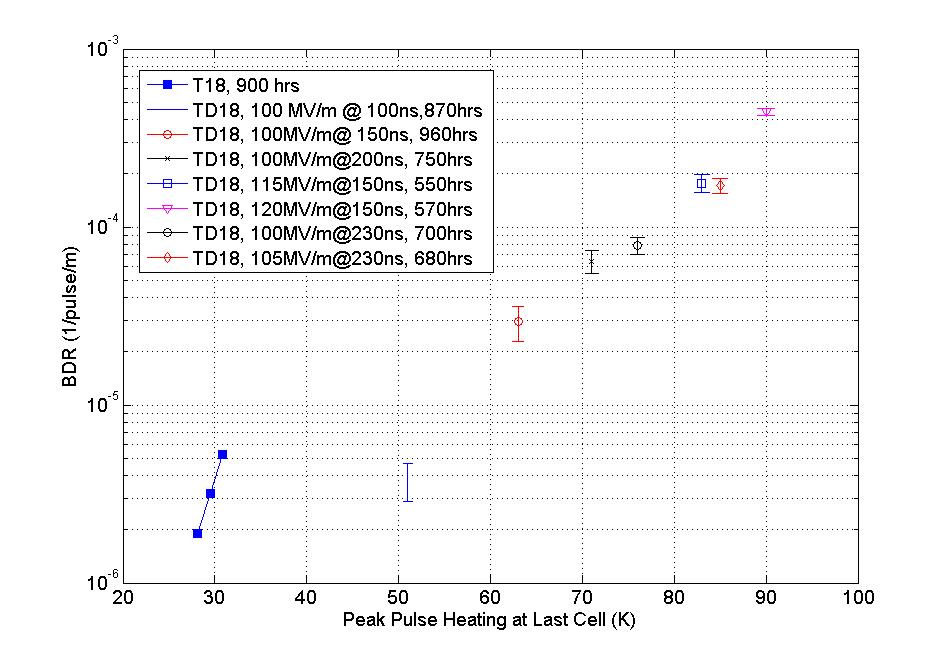 10-3
T18, 900 hrs
TD18, 100 MV/m @ 100ns,870hrs
TD18, 100MV/m@ 150ns, 960hrs
TD18, 100MV/m@200ns, 750hrs
TD18, 115MV/m@150ns, 550hrs
TD18, 120MV/m@150ns, 570hrs
TD18, 100MV/m@230ns, 700hrs
TD18, 105MV/m@230ns, 680hrs
10-4
BDR (1/pulse/m)
10-5
10-6
20 30 40 50 60 70 80 90 100
Peak Pulse Heating at Last Cell (K)